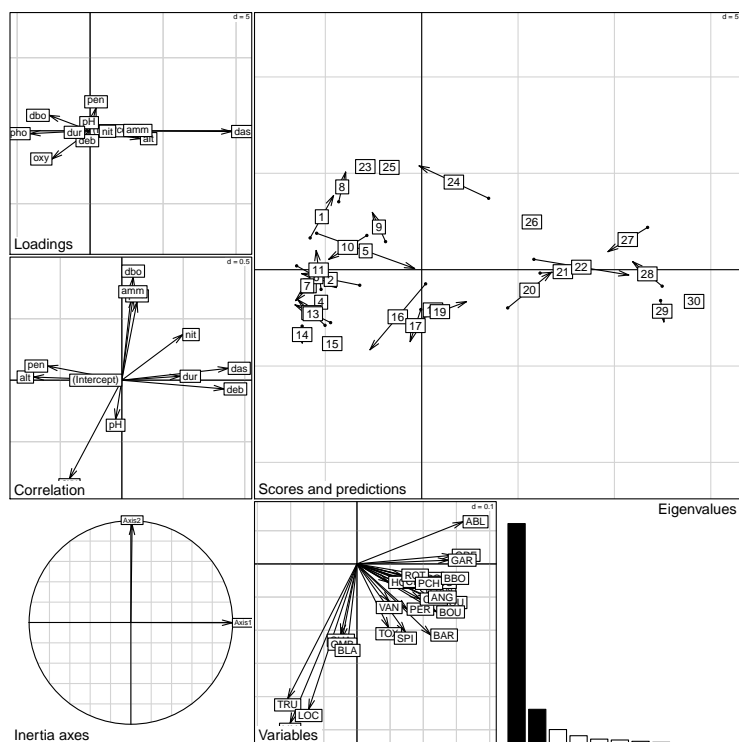 d = 5
pen
dbo
pH
pho
dur
nit
amm
das
deb
alt
oxy
Loadings
d = 5
23
25
8
24
1
26
9
27
10
5
11
21
22
28
2
7
20
4
30
13
16
19
29
17
14
15
Scores and predictions
d = 0.5
dbo
amm
nit
pen
das
alt
(Intercept)
dur
deb
pH
Correlation
Axis2
Axis1
Inertia axes
d = 0.1
ABL
GAR
ROT
BBO
PCH
ANG
VAN
PER
BOU
TOX
SPI
BAR
BLA
TRU
LOC
Variables
Eigenvalues